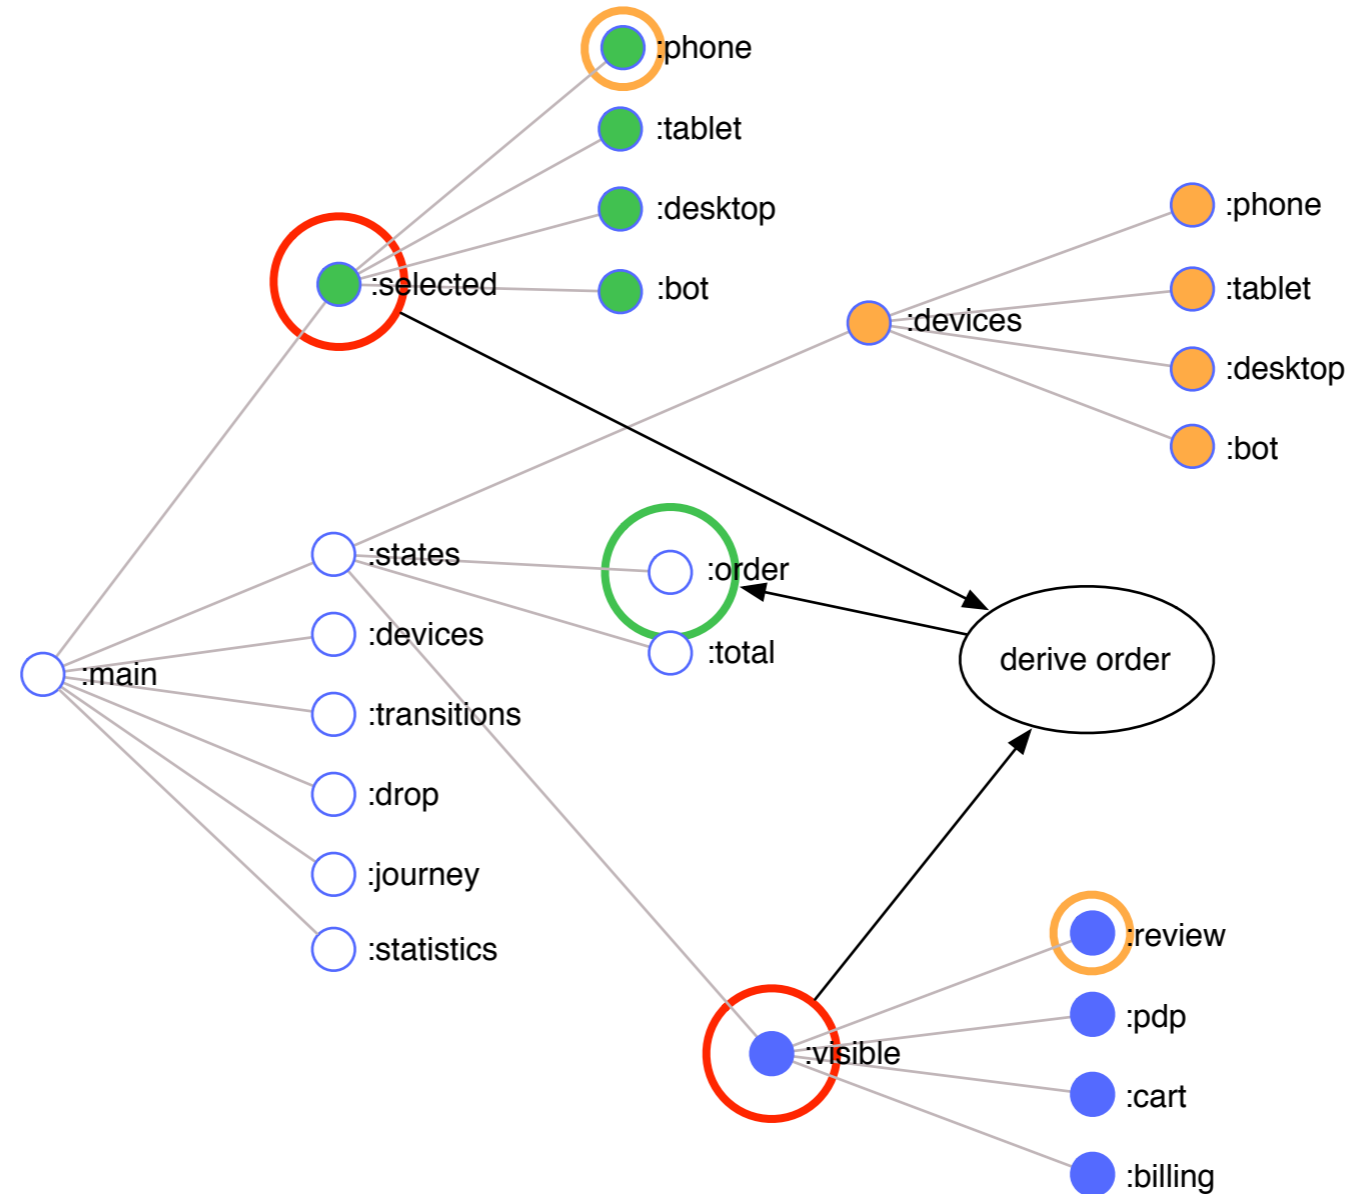 :phone
:tablet
:desktop
:selected
:bot
:phone
:tablet
:devices
:desktop
:bot
:states
:order
:devices
:total
derive order
:main
:transitions
:drop
:journey
:statistics
:review
:pdp
:visible
:cart
:billing